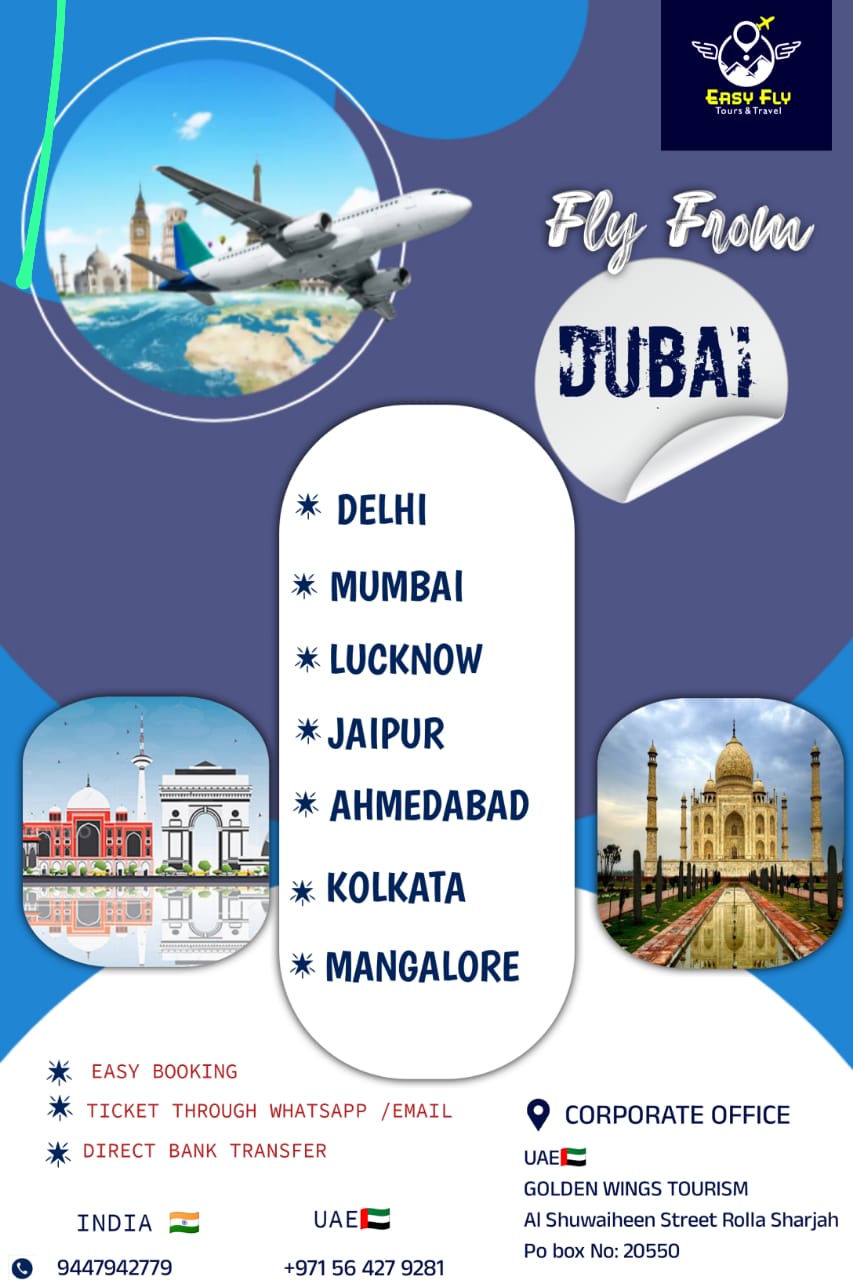 EASY FLY
Tours & Travel
Fly From
DUBAI
DELHI
MUMBAI
LUCKNOW
JAIPUR
AHMEDABAD
KOLKATA
MANGALORE
EASY BOOKING
TICKET THROUGH WHATSAPP /EMAIL
DIRECT BANK TRANSFER
INDIA 🇮🇳
9447942779
UAE🇦🇪
+971 56 427 9281
CORPORATE OFFICE
UAE🇦🇪
GOLDEN WINGS TOURISM
Al Shuwaiheen Street Rolla Sharjah
Po box No: 20550